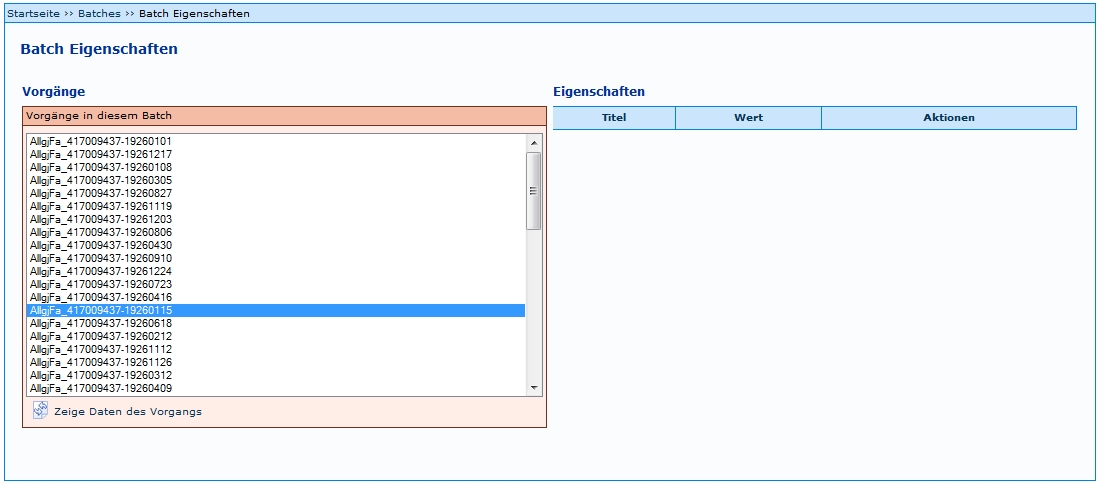 Startseite ›› Batches ›› Batch Eigenschaften
Batch Eigenschaften
Vorgänge
Vorgänge in diesem Batch
AllgjFa_417009437-19260101
AllgjFa_417009437-19261217
AllgjFa_417009437-19260108
AllgjFa_417009437-19260305
AllgjFa_417009437-19260827
AllgjFa_417009437-19261119
AllgjFa_417009437-19261203
AllgjFa_417009437-19260806
AllgjFa_417009437-19260430
AllgjFa_417009437-19260910
AllgjFa_417009437-19261224
AllgjFa_417009437-19260723
AllgjFa_417009437-19260416
AllgjFa_417009437-19260115
AllgjFa_417009437-19260618
AllgjFa_417009437-19260212
AllgjFa_417009437-19261112
AllgjFa_417009437-19261126
AllgjFa_417009437-19260312
AllgjFa_417009437-19260409
Zeige Daten des Vorgangs
Eigenschaften
Titel Wert Aktionen